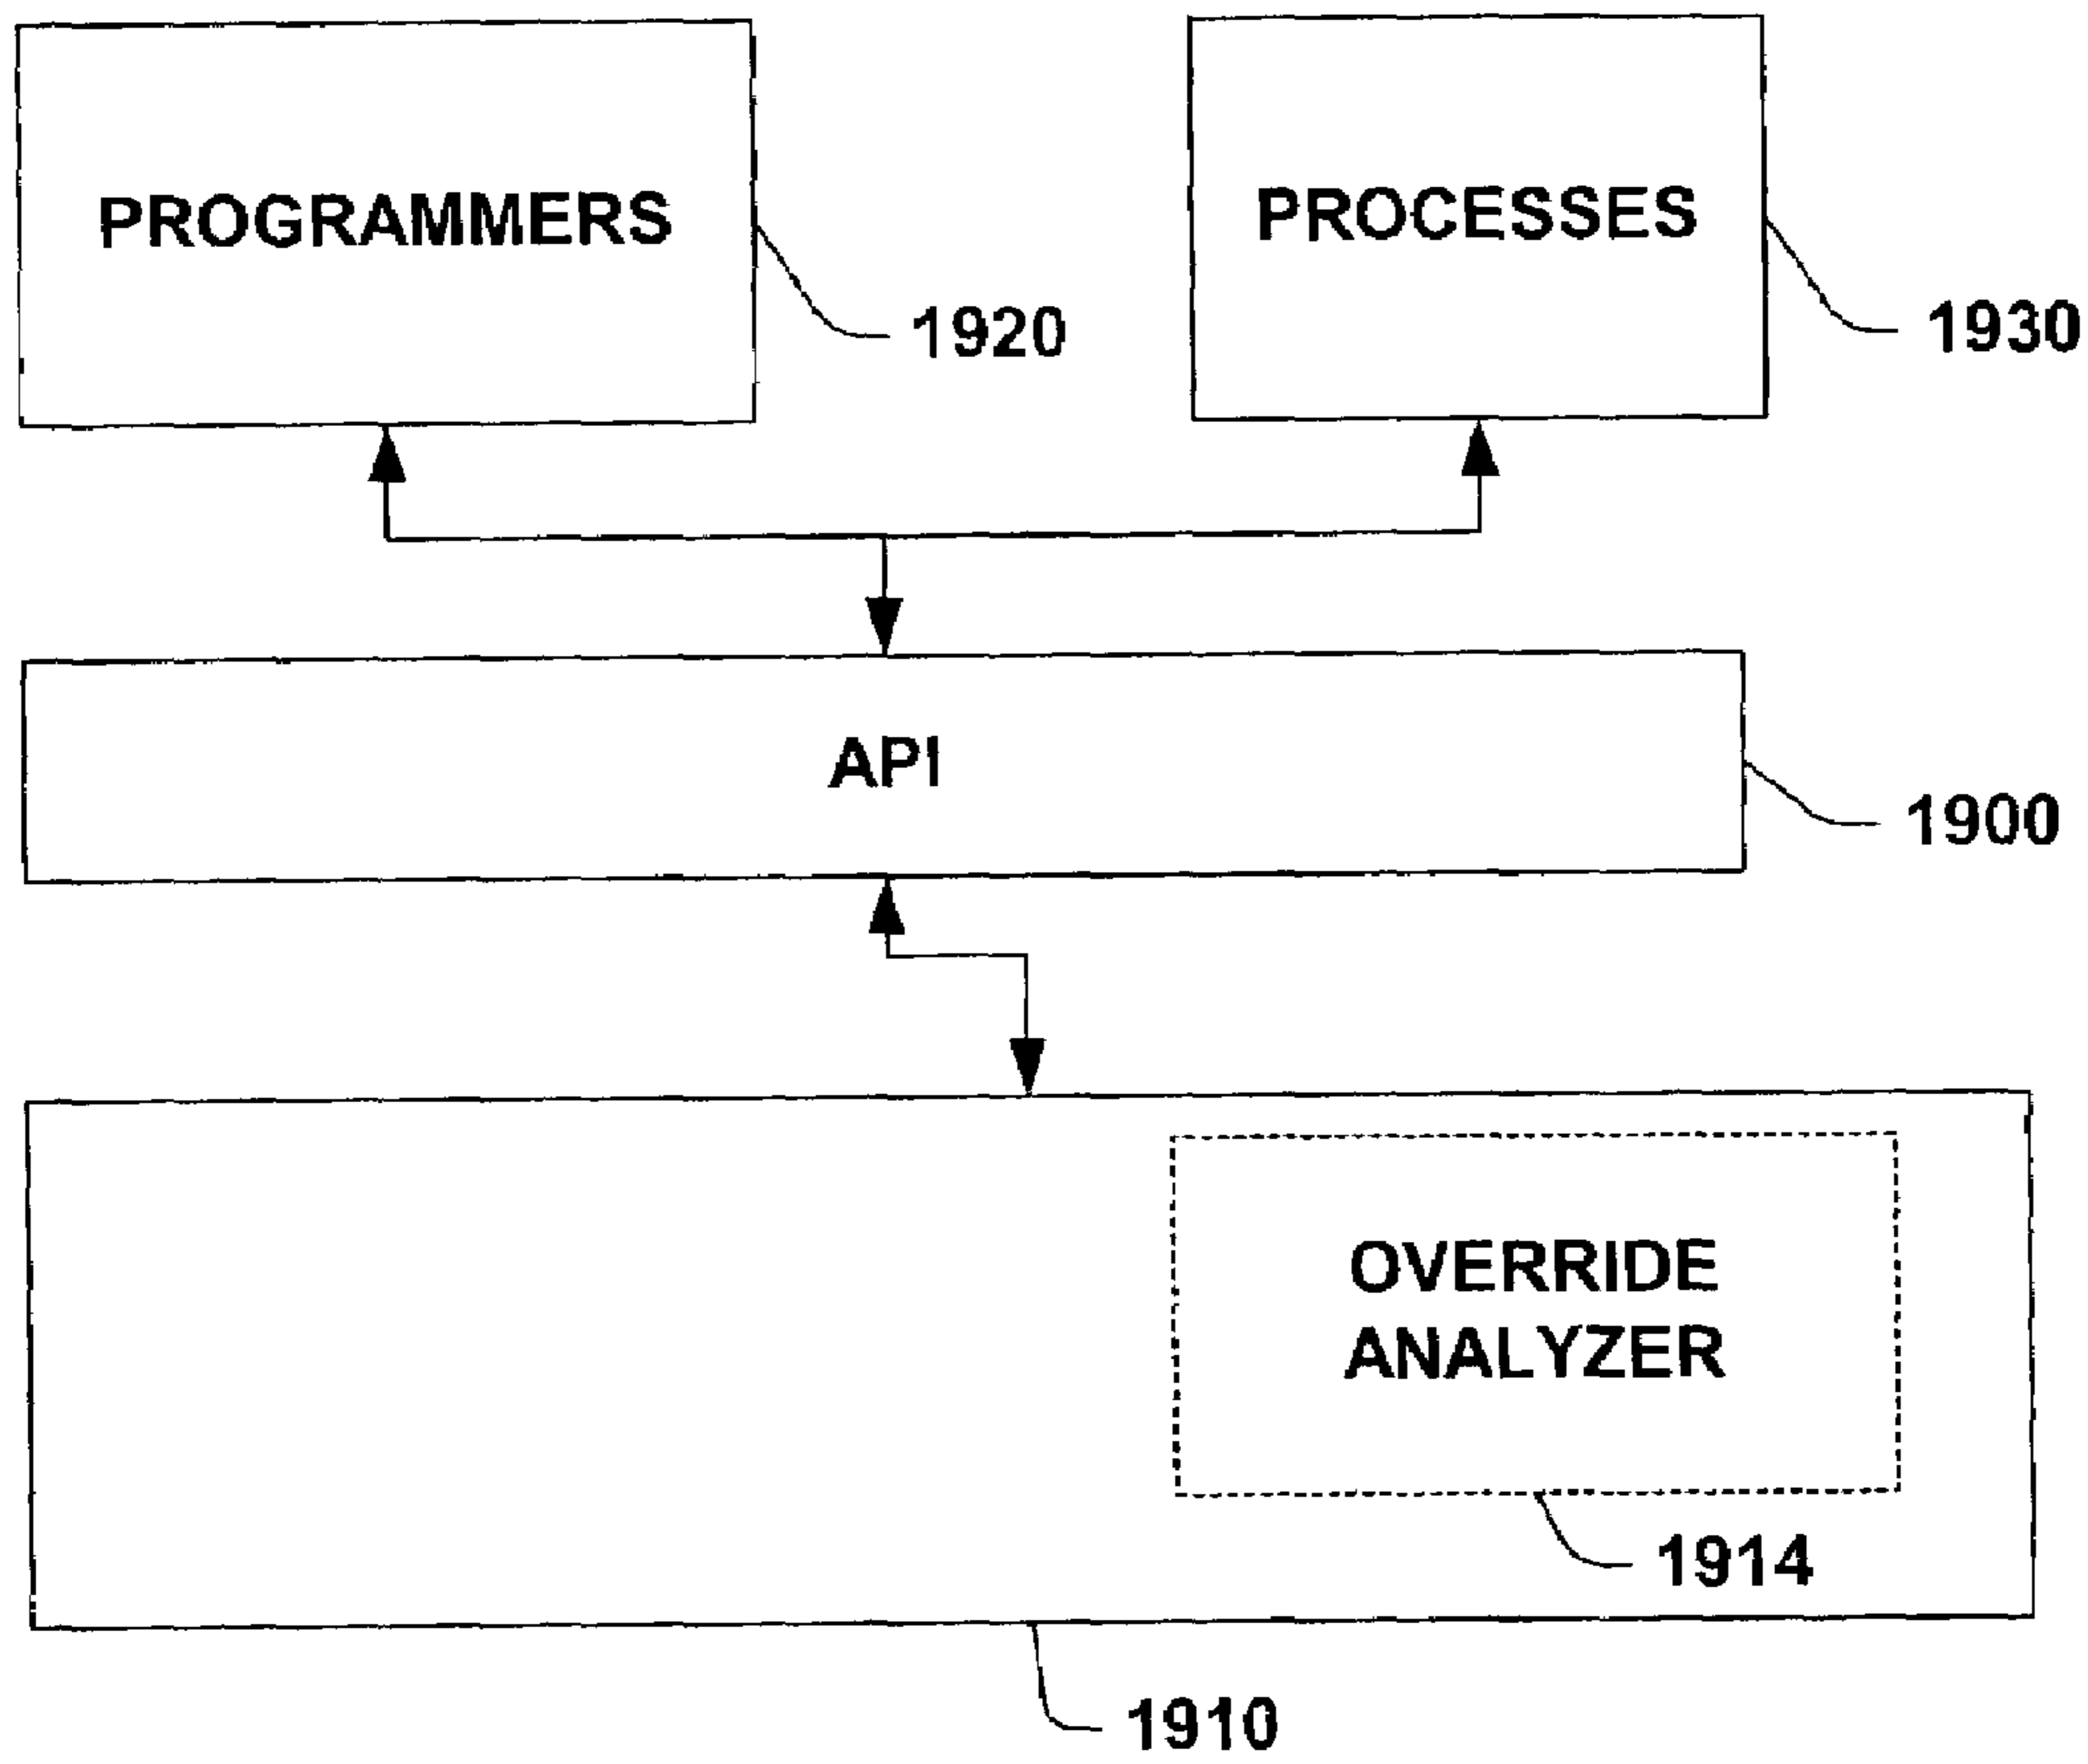 PROGRAMMERS
PROCESSES
1920
1930
API
1900
OVERRIDE
ANALYZER
1914
1910